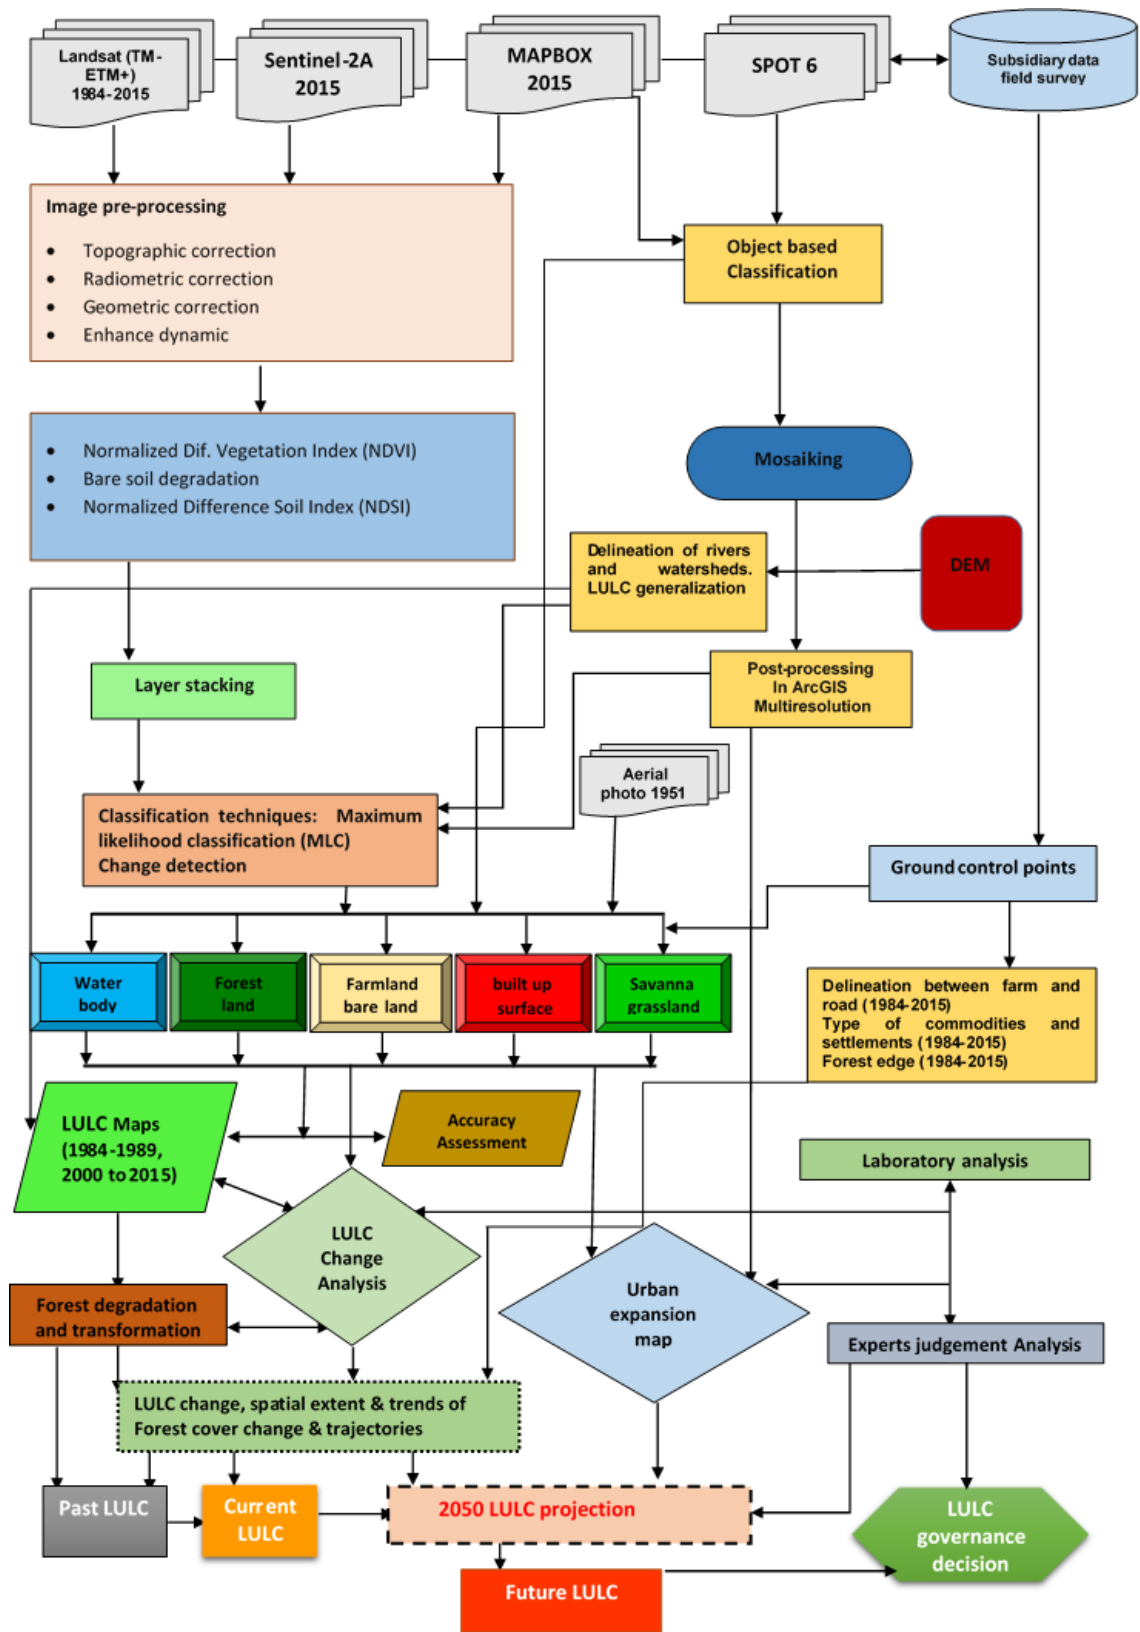 Landsat (TM-
ETM+)
1984-2015
Sentinel-2A
2015
MAPBOX
2015
SPOT 6
Subsidiary data
field survey
Image pre-processing
• Topographic correction
• Radiometric correction
• Geometric correction
• Enhance dynamic
Object based
Classification
• Normalized Dif. Vegetation Index (NDVI)
• Bare soil degradation
• Normalized Difference Soil Index (NDSI)
Mosaiking
Delineation of rivers
and watersheds.
LULC generalization
DEM
Layer stacking
Post-processing
In ArcGIS
Multiresolution
Aerial
photo 1951
Classification techniques: Maximum
likelihood classification (MLC)
Change detection
Ground control points
Water
body
Forest
land
Farmland
bare land
built up
surface
Savanna
grassland
Delineation between farm and
road (1984-2015)
Type of commodities and
settlements (1984-2015)
Forest edge (1984-2015)
LULC Maps
(1984-1989,
2000 to 2015)
Accuracy
Assessment
Laboratory analysis
LULC
Change
Analysis
Urban
expansion
map
Forest degradation
and transformation
Experts judgement Analysis
LULC change, spatial extent & trends of
Forest cover change & trajectories
Past LULC
Current
LULC
2050 LULC projection
LULC
governance
decision
Future LULC